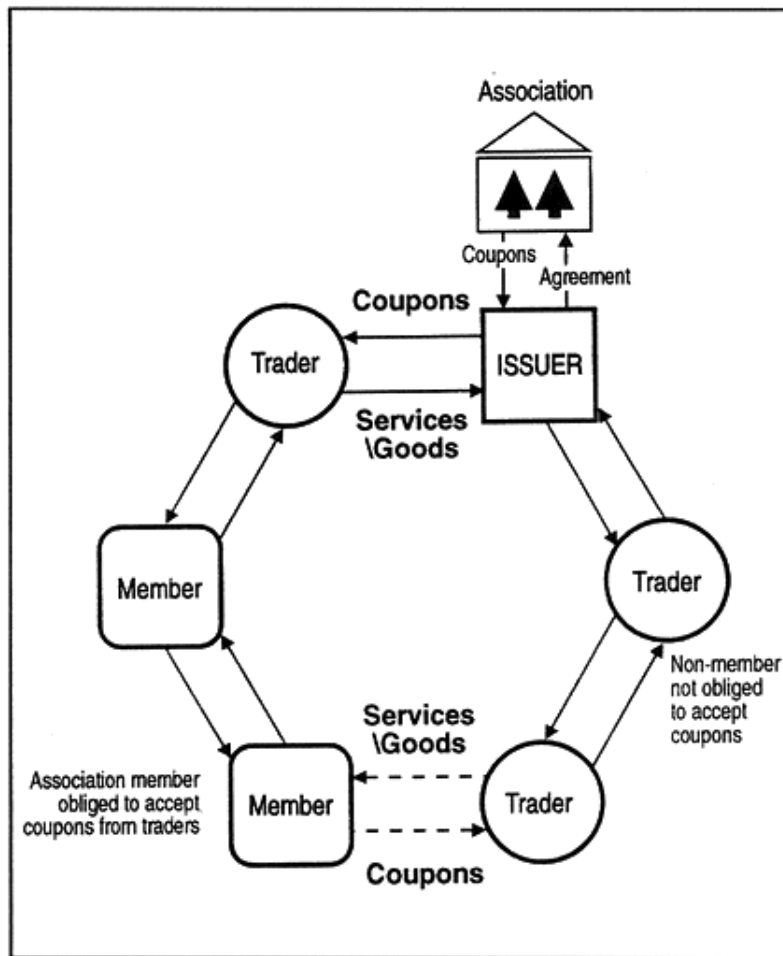 Association
Coupons
Agreement
Coupons
Trader
ISSUER
Services
\Goods
Member
Trader
Non-member
not obliged
to accept
coupons
Services
\Goods
Association member
obliged to accept
coupons from traders
Member
Trader
Coupons